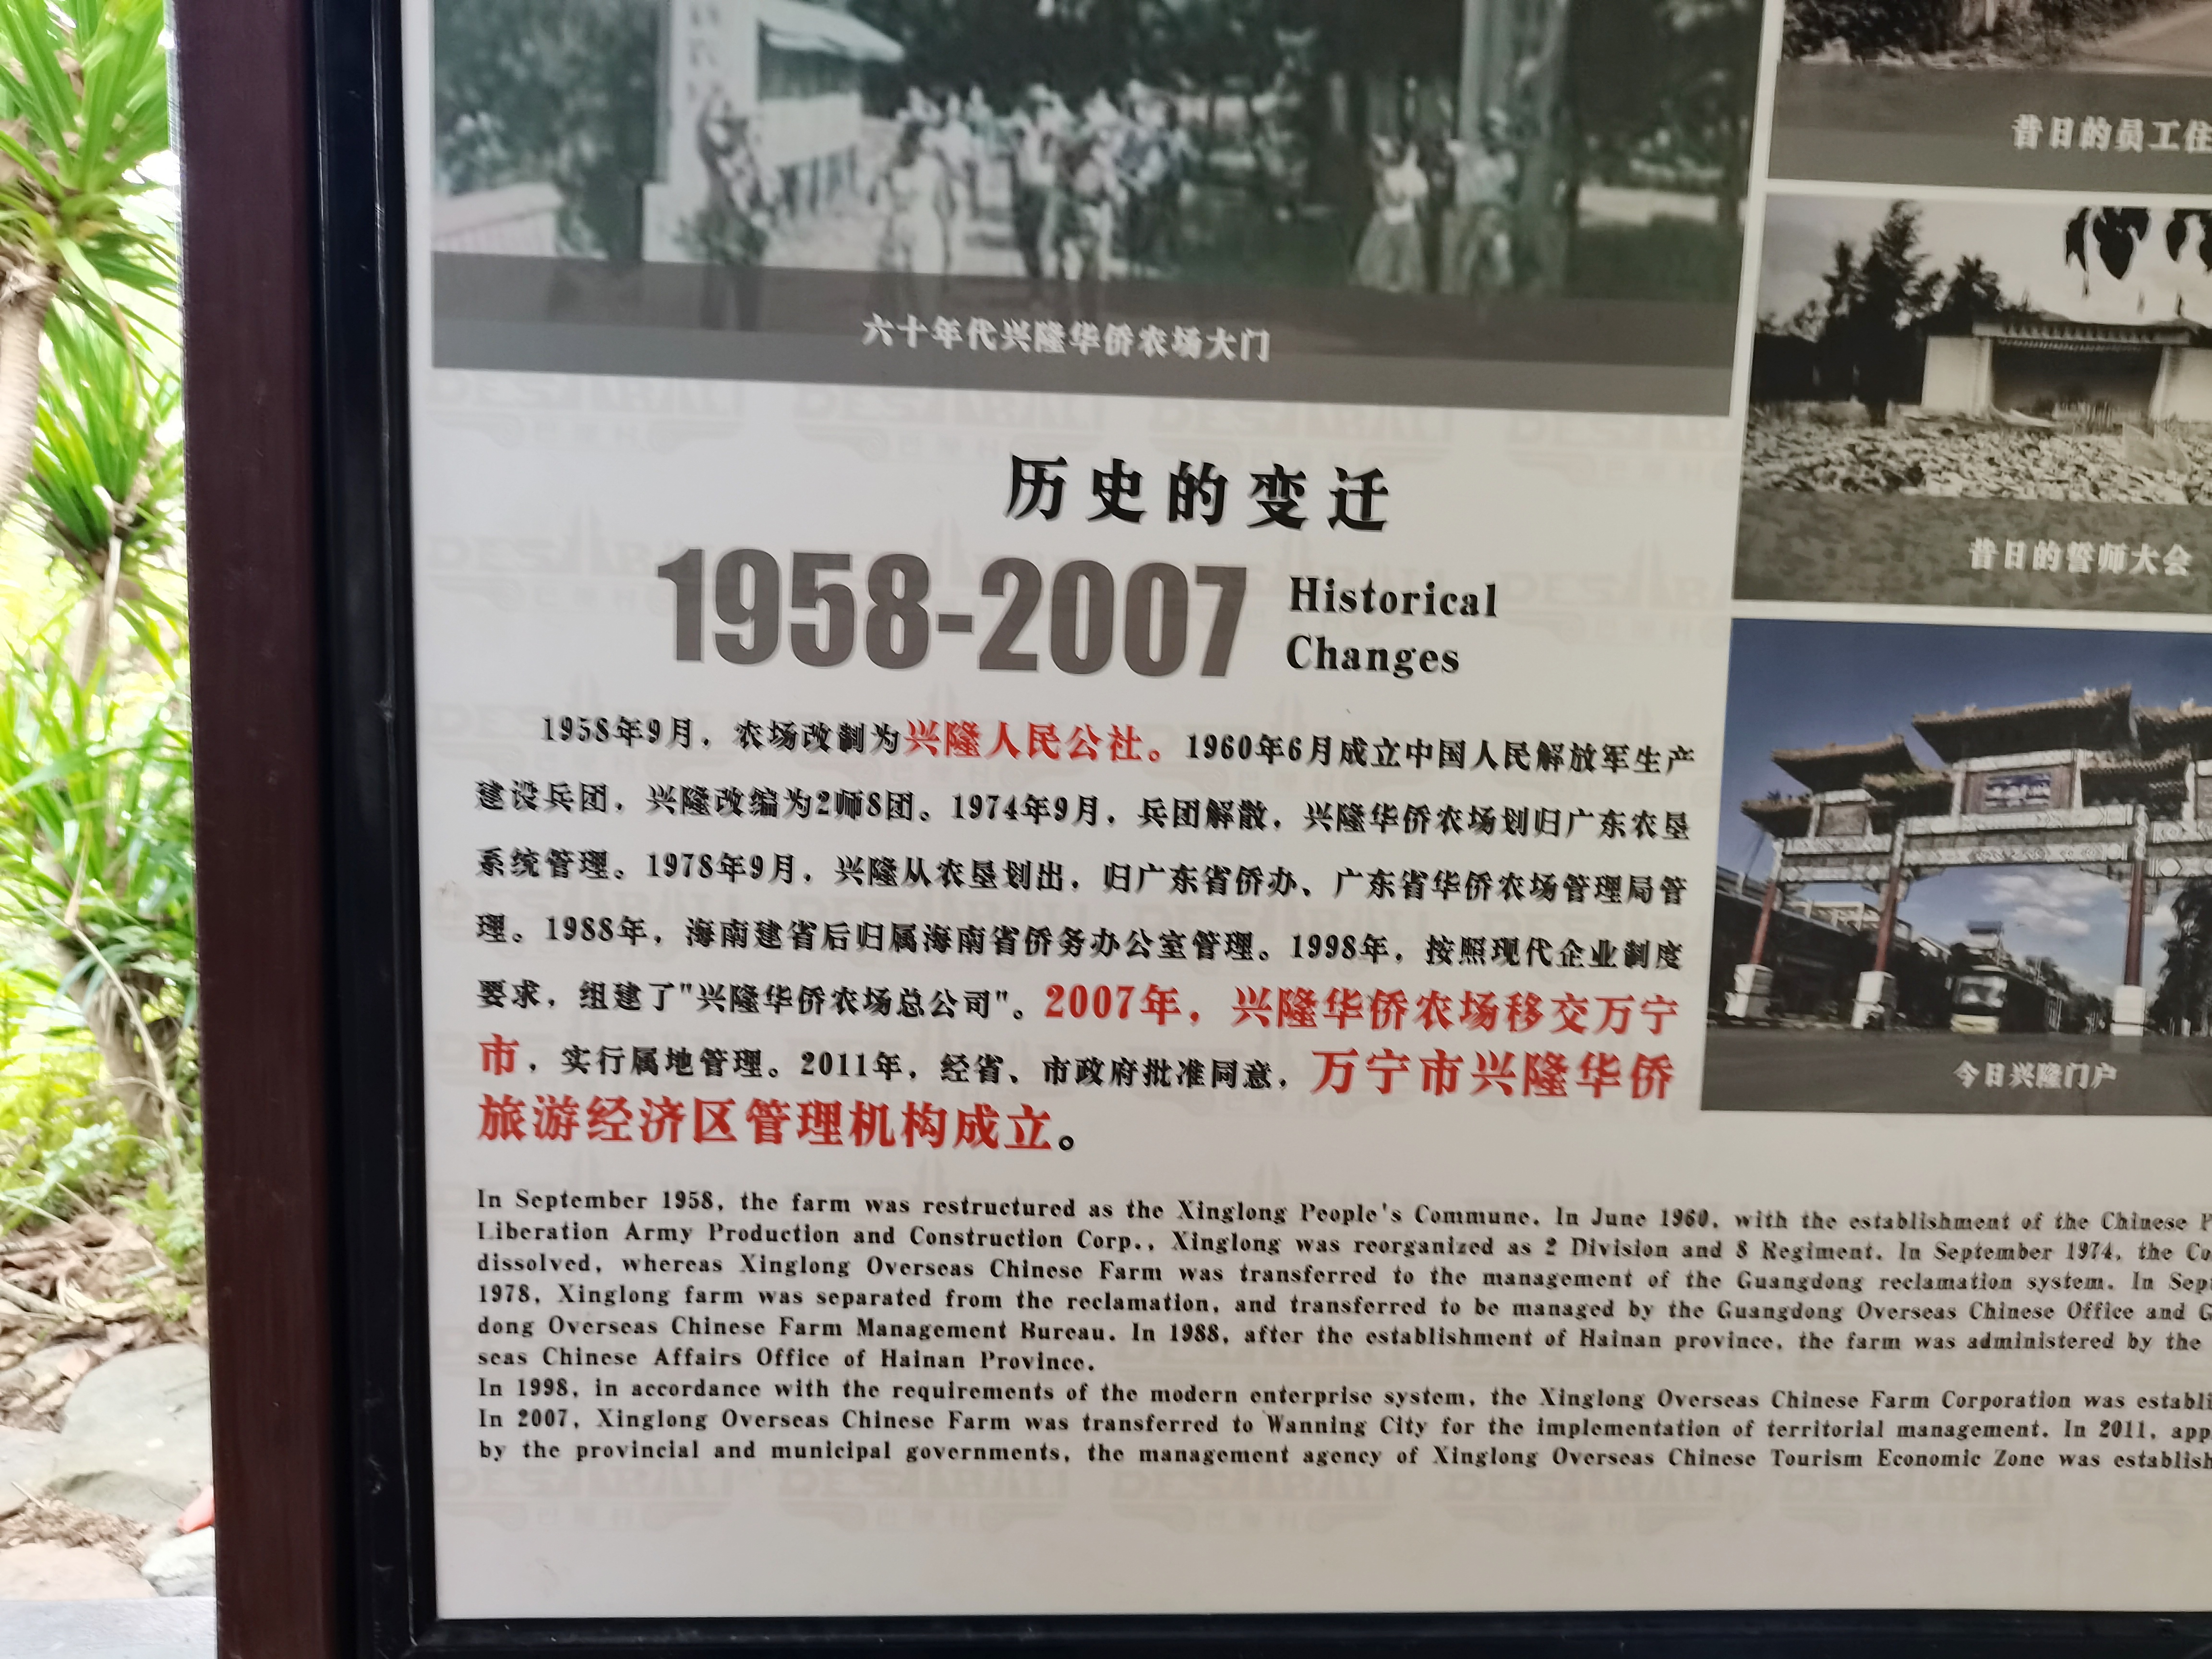 六十年代兴隆华侨农场大门
昔日的员工住
昔日的誓师大会
今日兴隆门户
历史的变迁
1958-2007
Historical
Changes
1958年9月，农场改制为兴隆人民公社。1960年6月成立中国人民解放军生产
建设兵团，兴隆改编为2师8团。1974年9月，兵团解散，兴隆华侨农场划归广东农垦
系统管理。1978年9月，兴隆从农垦划出，归广东省侨办、广东省华侨农场管理局管
理。1988年，海南建省后归属海南省侨务办公室管理。1998年，按照现代企业制度
要求，组建了"兴隆华侨农场总公司"。2007年，兴隆华侨农场移交万宁
市，实行属地管理。2011年，经省、市政府批准同意，万宁市兴隆华侨
旅游经济区管理机构成立。
In September 1958, the farm was restructured as the Xinglong People's Commune. In June 1960, with the establishment of the Chinese P
Liberation Army Production and Construction Corp., Xinglong was reorganized as 2 Division and 8 Regiment. In September 1974, the Co
dissolved, whereas Xinglong Overseas Chinese Farm was transferred to the management of the Guangdong reclamation system. In Sept
1978, Xinglong farm was separated from the reclamation, and transferred to be managed by the Guangdong Overseas Chinese Office and G
dong Overseas Chinese Farm Management Bureau. In 1988, after the establishment of Hainan province, the farm was administered by the
seas Chinese Affairs Office of Hainan Province.
In 1998, in accordance with the requirements of the modern enterprise system, the Xinglong Overseas Chinese Farm Corporation was establi
In 2007, Xinglong Overseas Chinese Farm was transferred to Wanning City for the implementation of territorial management. In 2011, app
by the provincial and municipal governments, the management agency of Xinglong Overseas Chinese Tourism Economic Zone was establish